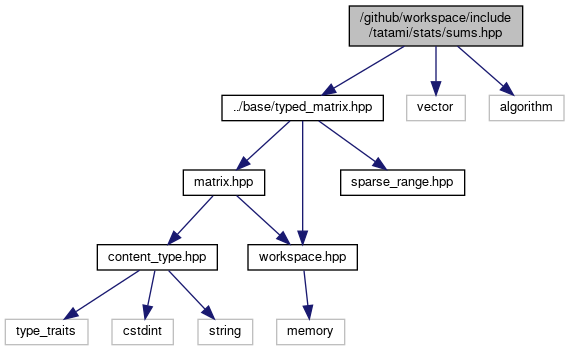 /github/workspace/include
/tatami/stats/sums.hpp
../base/typed_matrix.hpp
vector
algorithm
matrix.hpp
sparse_range.hpp
content_type.hpp
workspace.hpp
type_traits
cstdint
string
memory